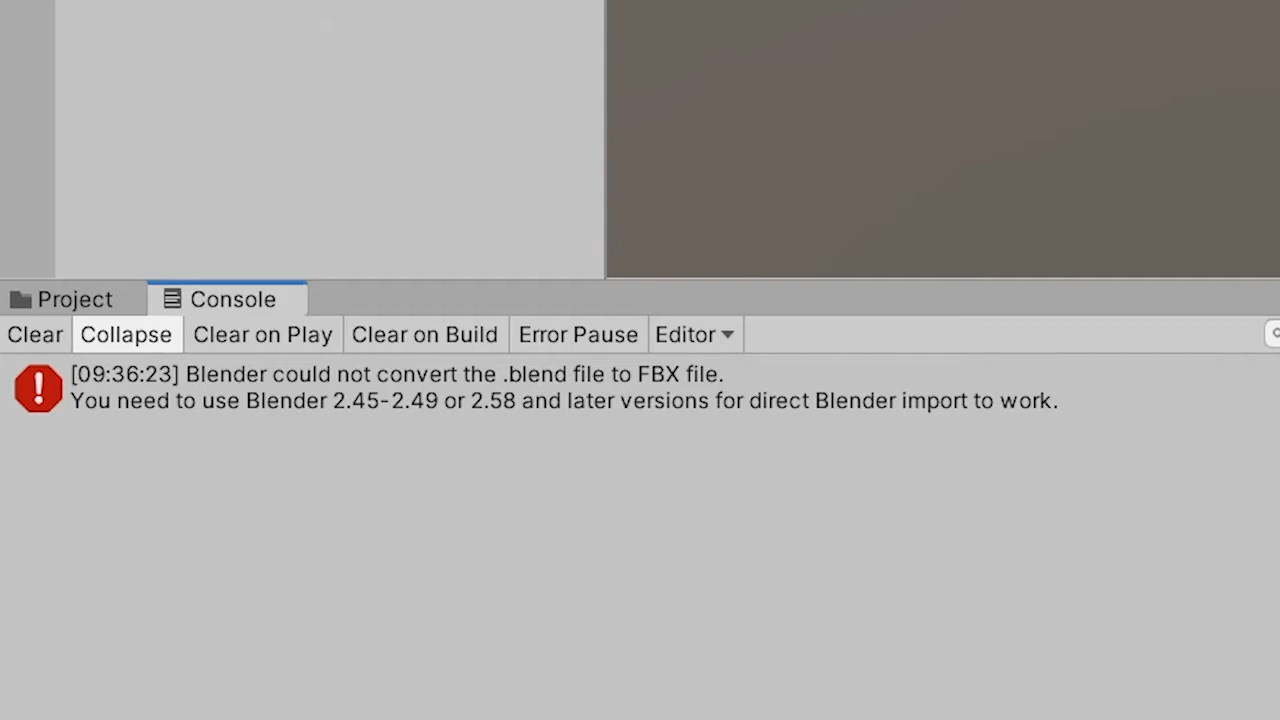 Project
Console
Clear
Collapse
Clear on Play
Clear on Build
Error Pause
Editor
[09:36:23] Blender could not convert the .blend file to FBX file.
You need to use Blender 2.45-2.49 or 2.58 and later versions for direct Blender import to work.